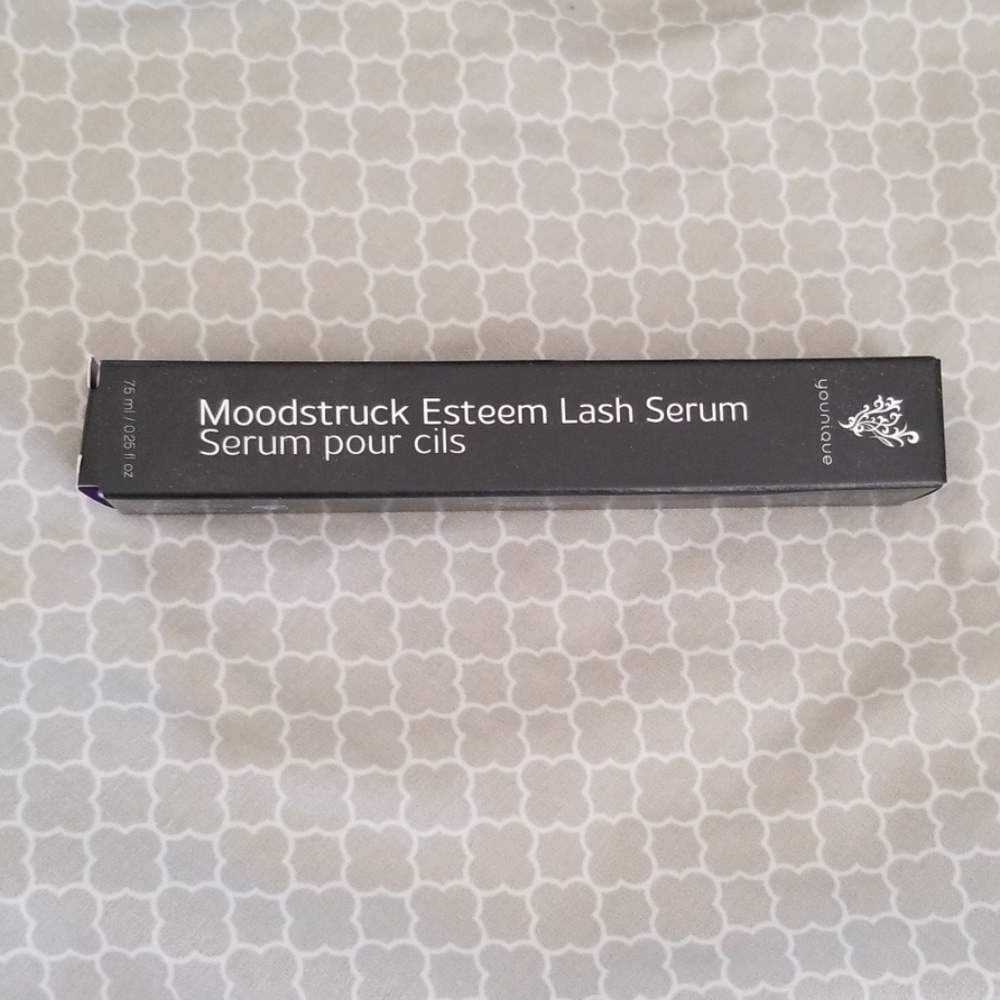 Moodstruck Esteem Lash Serum
Serum pour cils
younique
7.5 ml / 0.25 fl oz